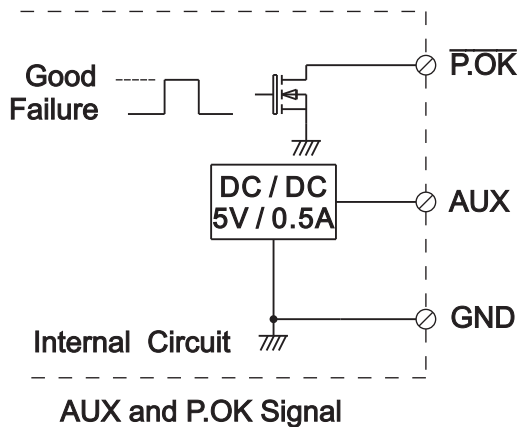 Good
Failure
P.OK
DC / DC
5V / 0.5A
AUX
GND
Internal Circuit
AUX and P.OK Signal